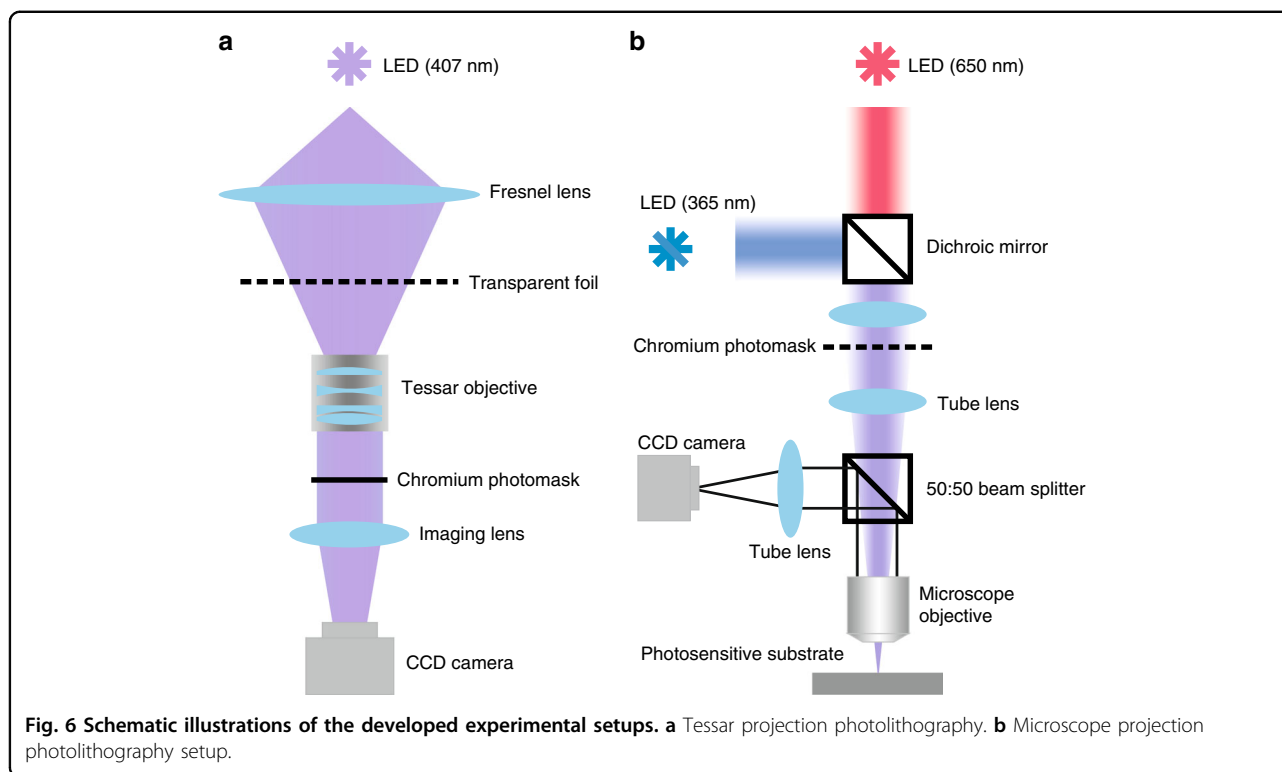 a
LED (407 nm)
Fresnel lens
Transparent foil
Tessar objective
Chromium photomask
Imaging lens
CCD camera
b
LED (650 nm)
LED (365 nm)
Dichroic mirror
Chromium photomask
Tube lens
CCD camera
50:50 beam splitter
Tube lens
Microscope
objective
Photosensitive substrate
Fig. 6 Schematic illustrations of the developed experimental setups. a Tessar projection photolithography. b Microscope projection
photolithography setup.